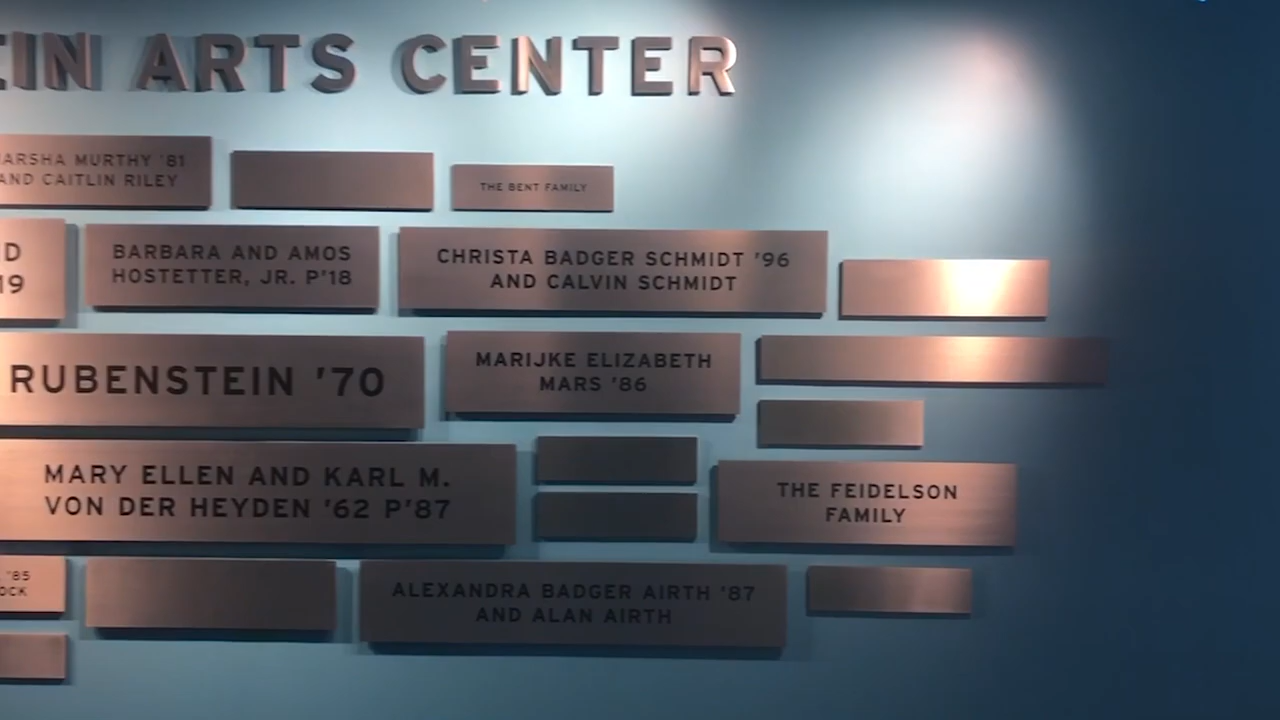 IN ARTS CENTER
ARSHA MURTHY '81
AND CAITLIN RILEY
THE BENT FAMILY
D
19
BARBARA AND AMOS
HOSTETTER, JR. P'18
CHRISTA BADGER SCHMIDT '96
AND CALVIN SCHMIDT
RUBENSTEIN '70
MARIJKE ELIZABETH
MARS '86
MARY ELLEN AND KARL M.
VON DER HEYDEN '62 P'87
THE FEIDELSON
FAMILY
'85
OCK
ALEXANDRA BADGER AIRTH '87
AND ALAN AIRTH